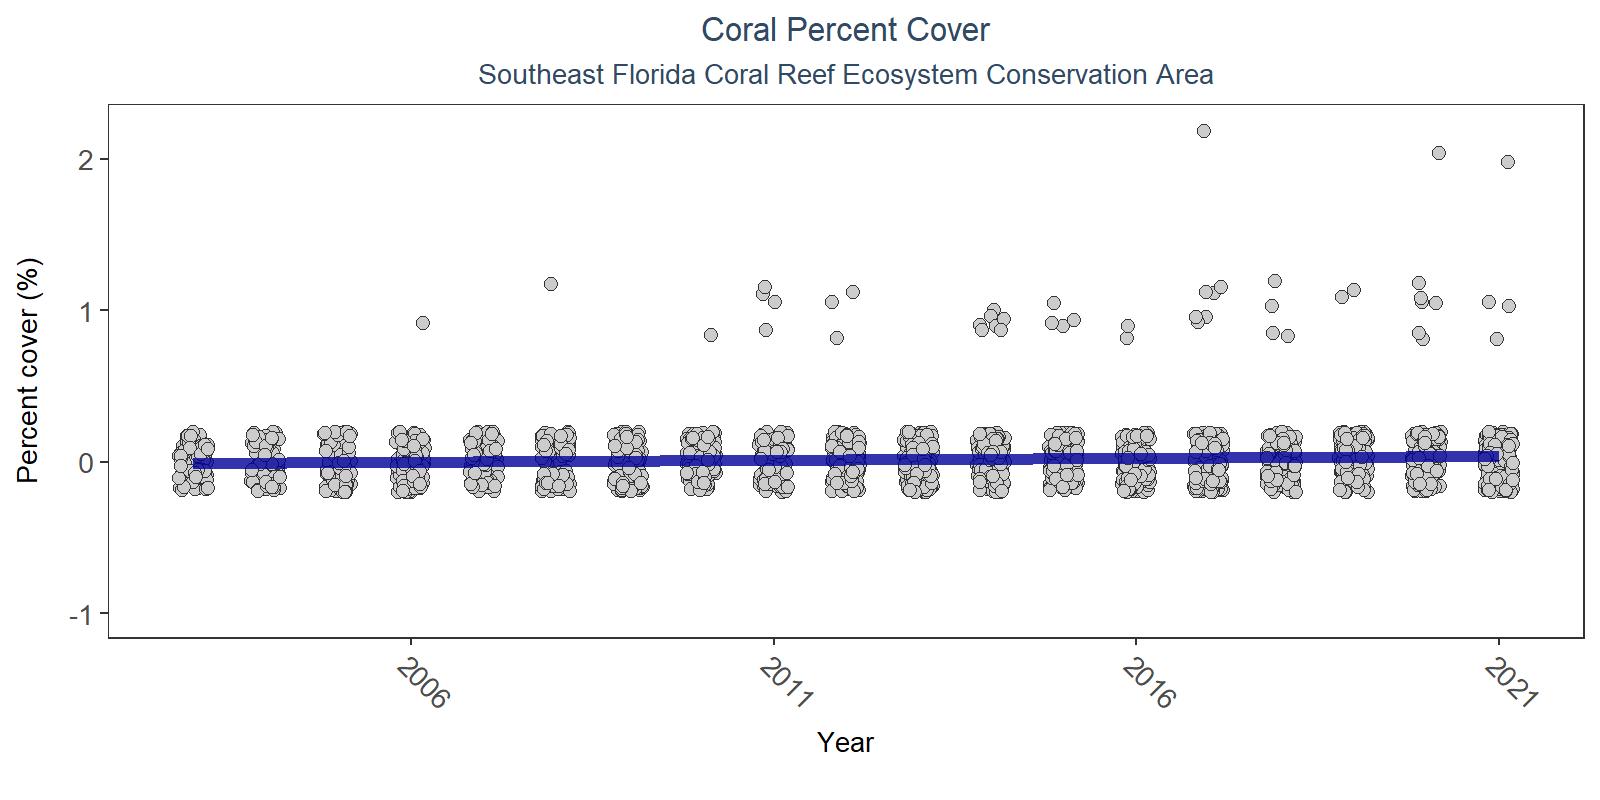 Coral Percent Cover
Southeast Florida Coral Reef Ecosystem Conservation Area
Percent cover (%)
2
1
0
-1
2006
2011
2016
2021
Year